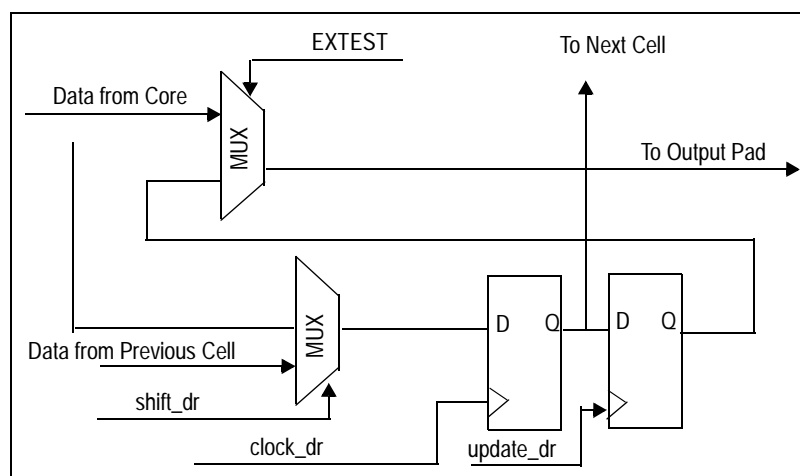 EXTEST
To Next Cell
Data from Core
MUX
To Output Pad
MUX
D Q
D Q
Data from Previous Cell
shift_dr
clock_dr
update_dr